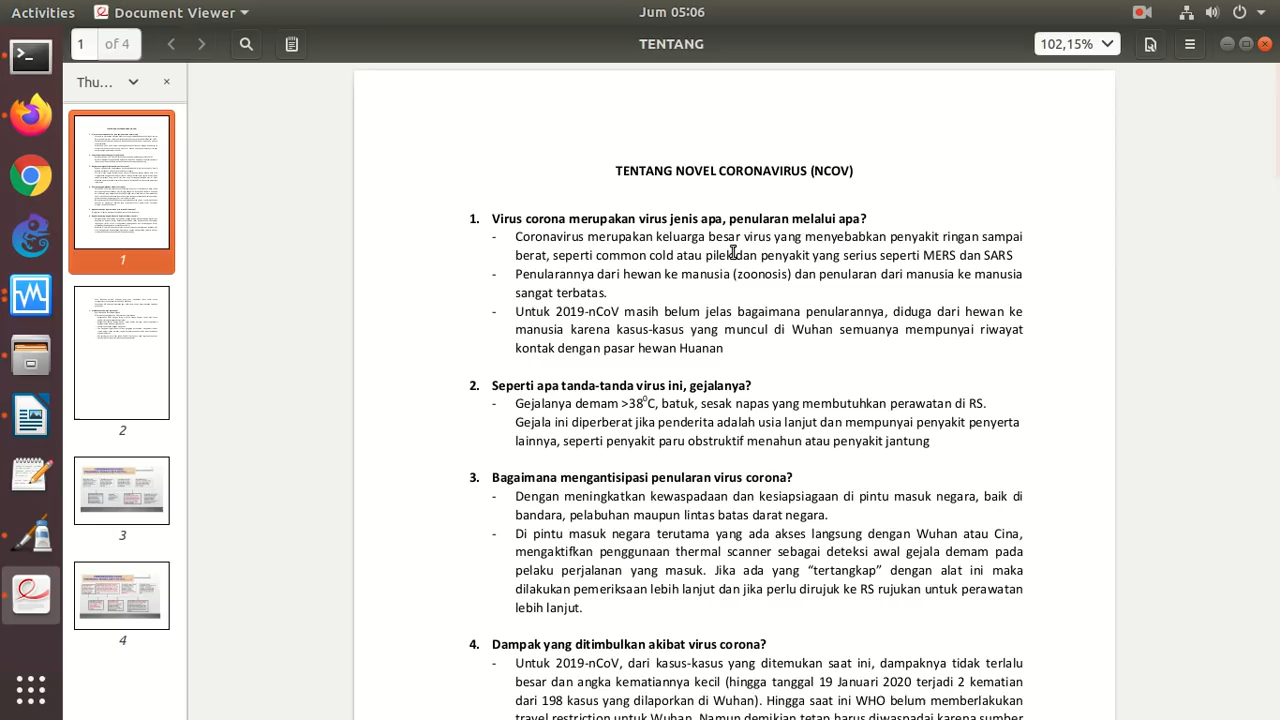 Activities Document Viewer Jum 05:06
1 of 4 TENTANG 102,15%
Thu... ×
1
2
3
4
TENTANG NOVEL CORONAVIRUS (NCOV)
1. Virus corona merupakan virus jenis apa, penularan melalui apa?
- Coronavirus merupakan keluarga besar virus yang menyebabkan penyakit ringan sampai
berat, seperti common cold atau pilek dan penyakit yang serius seperti MERS dan SARS
- Penularannya dari hewan ke manusia (zoonosis) dan penularan dari manusia ke manusia
sangat terbatas.
- Untuk 2019-nCoV masih belum jelas bagaimana penularannya, diduga dari hewan ke
manusia karena kasus-kasus yang muncul di Wuhan semuanya mempunyai riwayat
kontak dengan pasar hewan Huanan
2. Seperti apa tanda-tanda virus ini, gejalanya?
- Gejalanya demam >38⁰C, batuk, sesak napas yang membutuhkan perawatan di RS.
Gejala ini diperberat jika penderita adalah usia lanjut dan mempunyai penyakit penyerta
lainnya, seperti penyakit paru obstruktif menahun atau penyakit jantung
3. Bagaimana mengantisipasi penularan virus corona?
- Dengan meningkatkan kewaspadaan dan kesiapsiagaan di pintu masuk negara, baik di
bandara, pelabuhan maupun lintas batas darat negara.
- Di pintu masuk negara terutama yang ada akses langsung dengan Wuhan atau Cina,
mengaktifkan penggunaan thermal scanner sebagai deteksi awal gejala demam pada
pelaku perjalanan yang masuk. Jika ada yang “tertangkap” dengan alat ini maka
dilakukan pemeriksaan lebih lanjut dan jika perlu dirujuk ke RS rujukan untuk perawatan
lebih lanjut.
4. Dampak yang ditimbulkan akibat virus corona?
- Untuk 2019-nCoV, dari kasus-kasus yang ditemukan saat ini, dampaknya tidak terlalu
besar dan angka kematiannya kecil (hingga tanggal 19 Januari 2020 terjadi 2 kematian
dari 198 kasus yang dilaporkan di Wuhan). Hingga saat ini WHO belum memberlakukan
travel restriction untuk Wuhan. Namun demikian tetap harus diwaspadai karena sumber